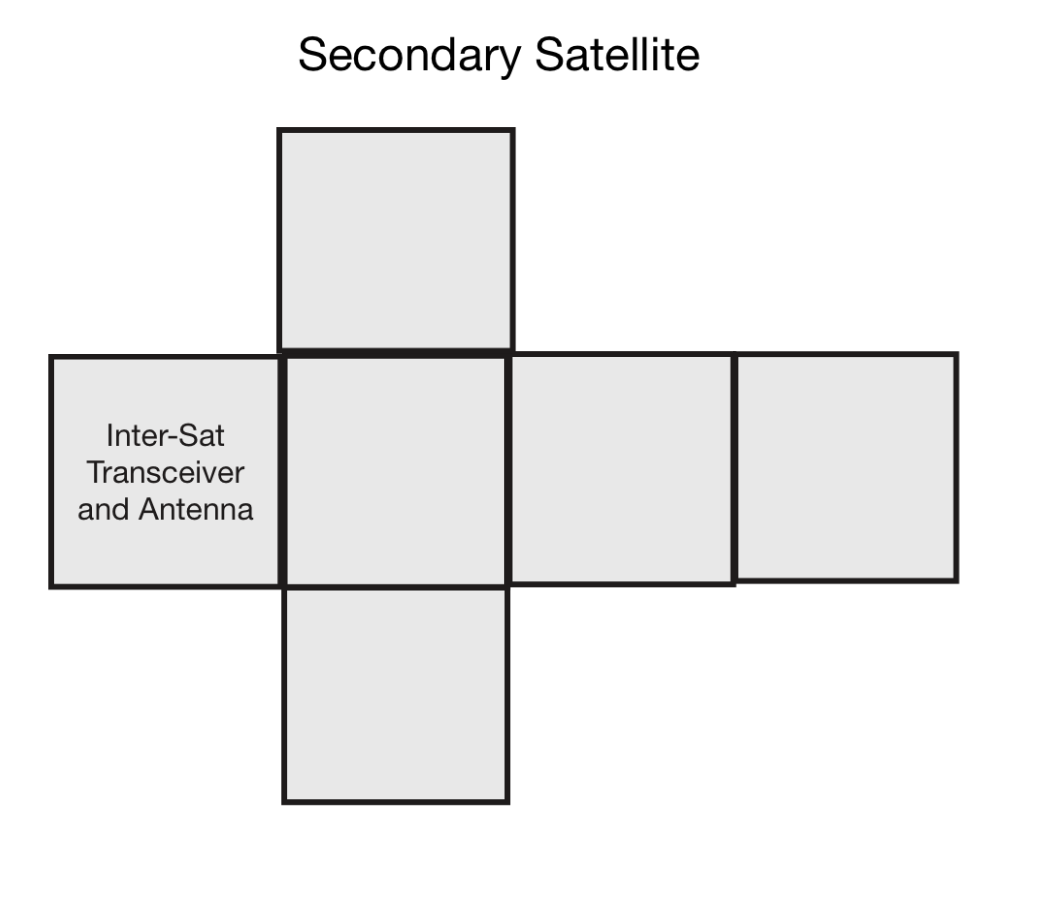 Secondary Satellite
Inter-Sat
Transceiver
and Antenna